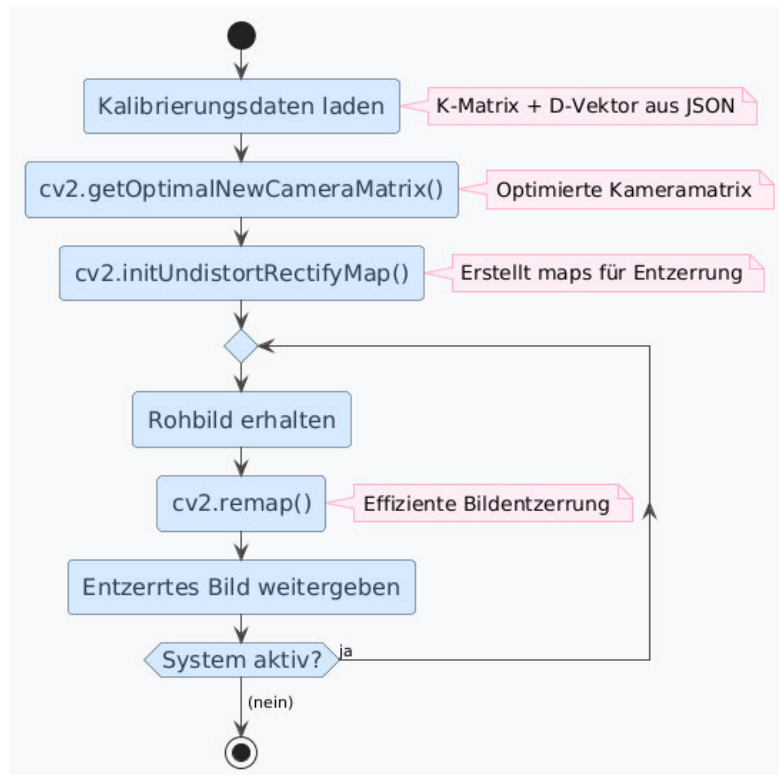 Kalibrierungsdaten laden
K-Matrix + D-Vektor aus JSON
cv2.getOptimalNewCameraMatrix()
Optimierte Kameramatrix
cv2.initUndistortRectifyMap()
Erstellt maps für Entzerrung
Rohbild erhalten
cv2.remap()
Effiziente Bildentzerrung
Entzerrtes Bild weitergeben
System aktiv?
ja
(nein)